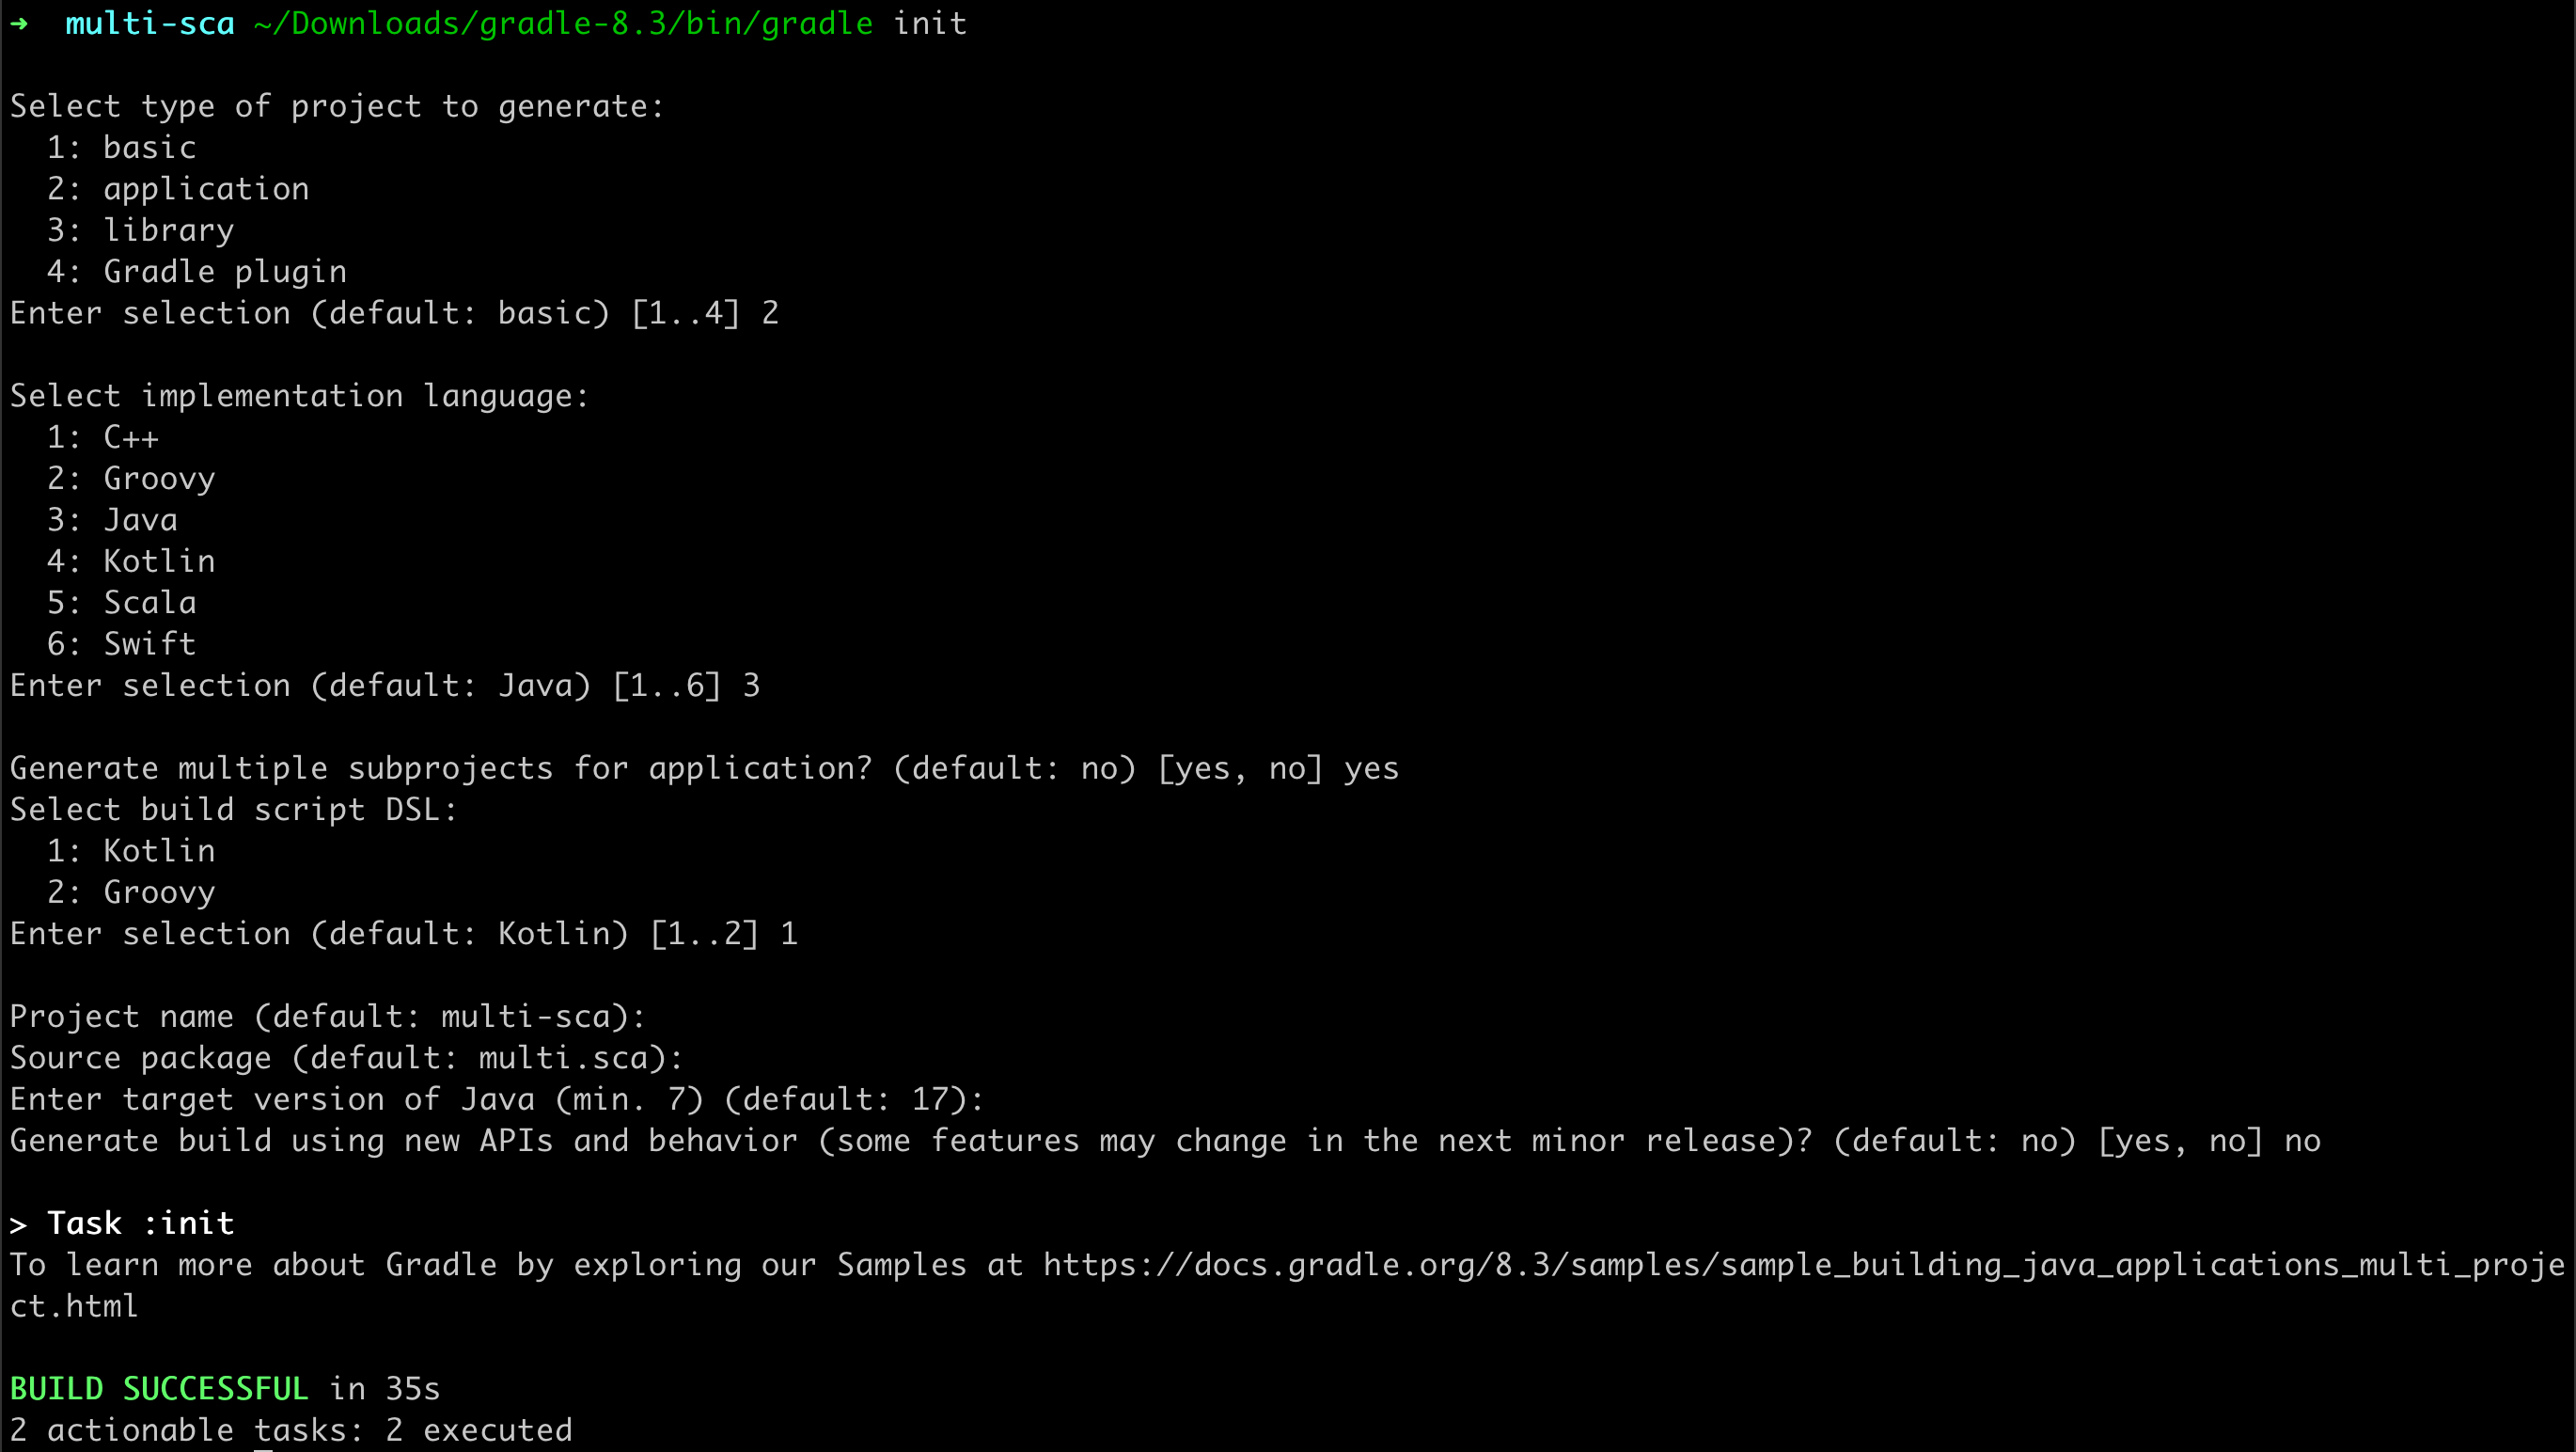 → multi-sca ~/Downloads/gradle-8.3/bin/gradle init
Select type of project to generate:
1: basic
2: application
3: library
4: Gradle plugin
Enter selection (default: basic) [1..4] 2
Select implementation language:
1: C++
2: Groovy
3: Java
4: Kotlin
5: Scala
6: Swift
Enter selection (default: Java) [1..6] 3
Generate multiple subprojects for application? (default: no) [yes, no] yes
Select build script DSL:
1: Kotlin
2: Groovy
Enter selection (default: Kotlin) [1..2] 1
Project name (default: multi-sca):
Source package (default: multi.sca):
Enter target version of Java (min. 7) (default: 17):
Generate build using new APIs and behavior (some features may change in the next minor release)? (default: no) [yes, no] no
> Task :init
To learn more about Gradle by exploring our Samples at https://docs.gradle.org/8.3/samples/sample_building_java_applications_multi_proje
ct.html
BUILD SUCCESSFUL in 35s
2 actionable tasks: 2 executed